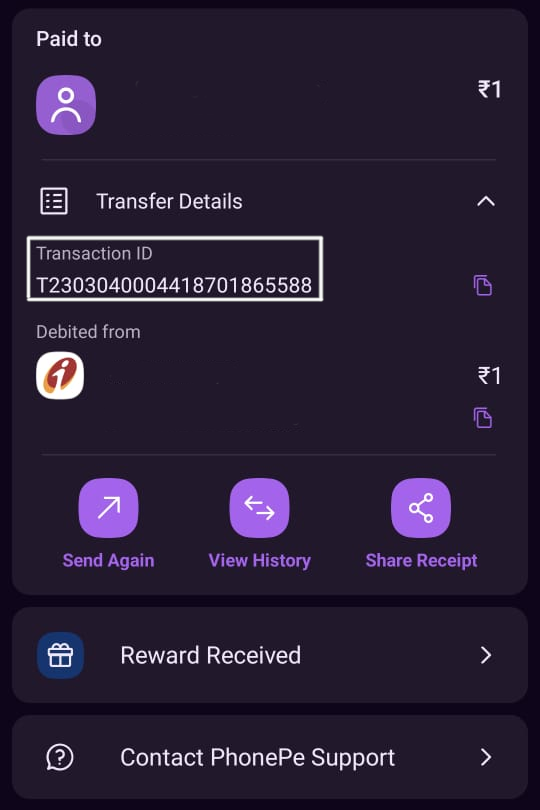 Paid to
₹1
Transfer Details
Transaction ID
T2303040004418701865588
Debited from
₹1
Send Again View History Share Receipt
Reward Received
Contact PhonePe Support